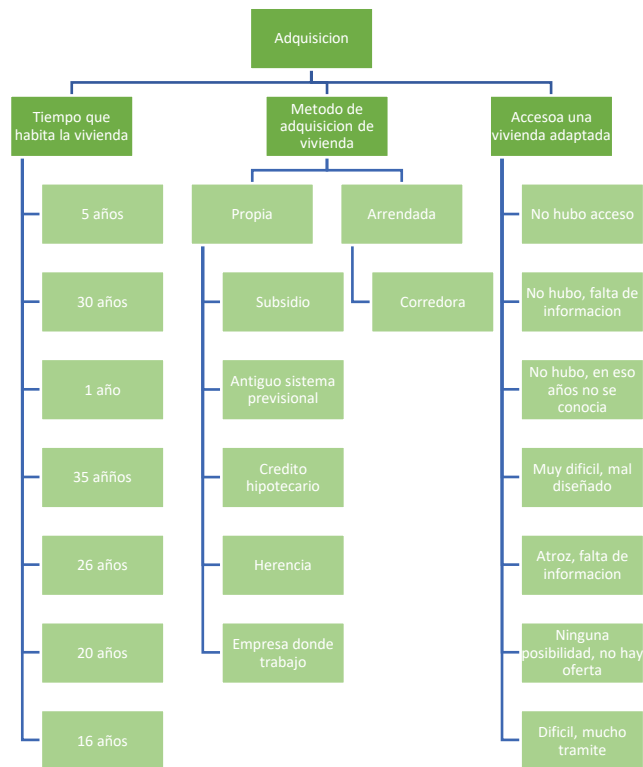 Adquisicion
Tiempo que
habita la vivienda
5 años
30 años
1 año
35 añños
26 años
20 años
16 años
Metodo de
adquisicion de
vivienda
Propia
Subsidio
Antiguo sistema
previsional
Credito
hipotecario
Herencia
Empresa donde
trabajo
Arrendada
Corredora
Accesoa una
vivienda adaptada
No hubo acceso
No hubo, falta de
informacion
No hubo, en eso
años no se
conocia
Muy dificil, mal
diseñado
Atroz, falta de
informacion
Ninguna
posibilidad, no hay
oferta
Dificil, mucho
tramite